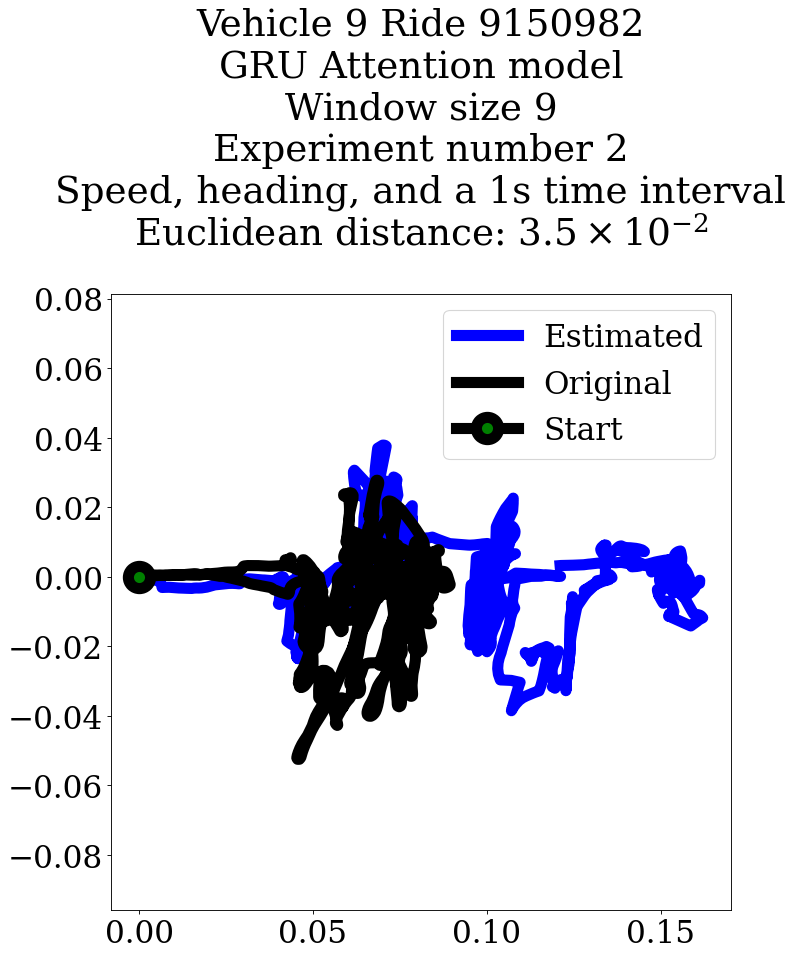 Vehicle 9 Ride 9150982
GRU Attention model
Window size 9
Experiment number 2
Speed, heading, and a 1s time interval
Euclidean distance: 3.5 × 10⁻²
Estimated
Original
Start
0.08
0.06
0.04
0.02
0.00
−0.02
−0.04
−0.06
−0.08
0.00 0.05 0.10 0.15